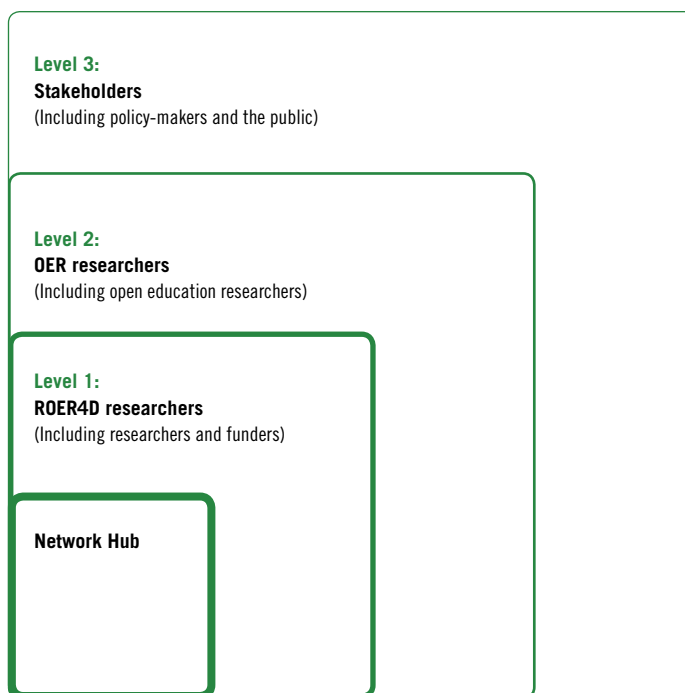 Level 3:
Stakeholders
(Including policy-makers and the public)
Level 2:
OER researchers
(Including open education researchers)
Level 1:
ROER4D researchers
(Including researchers and funders)
Network Hub